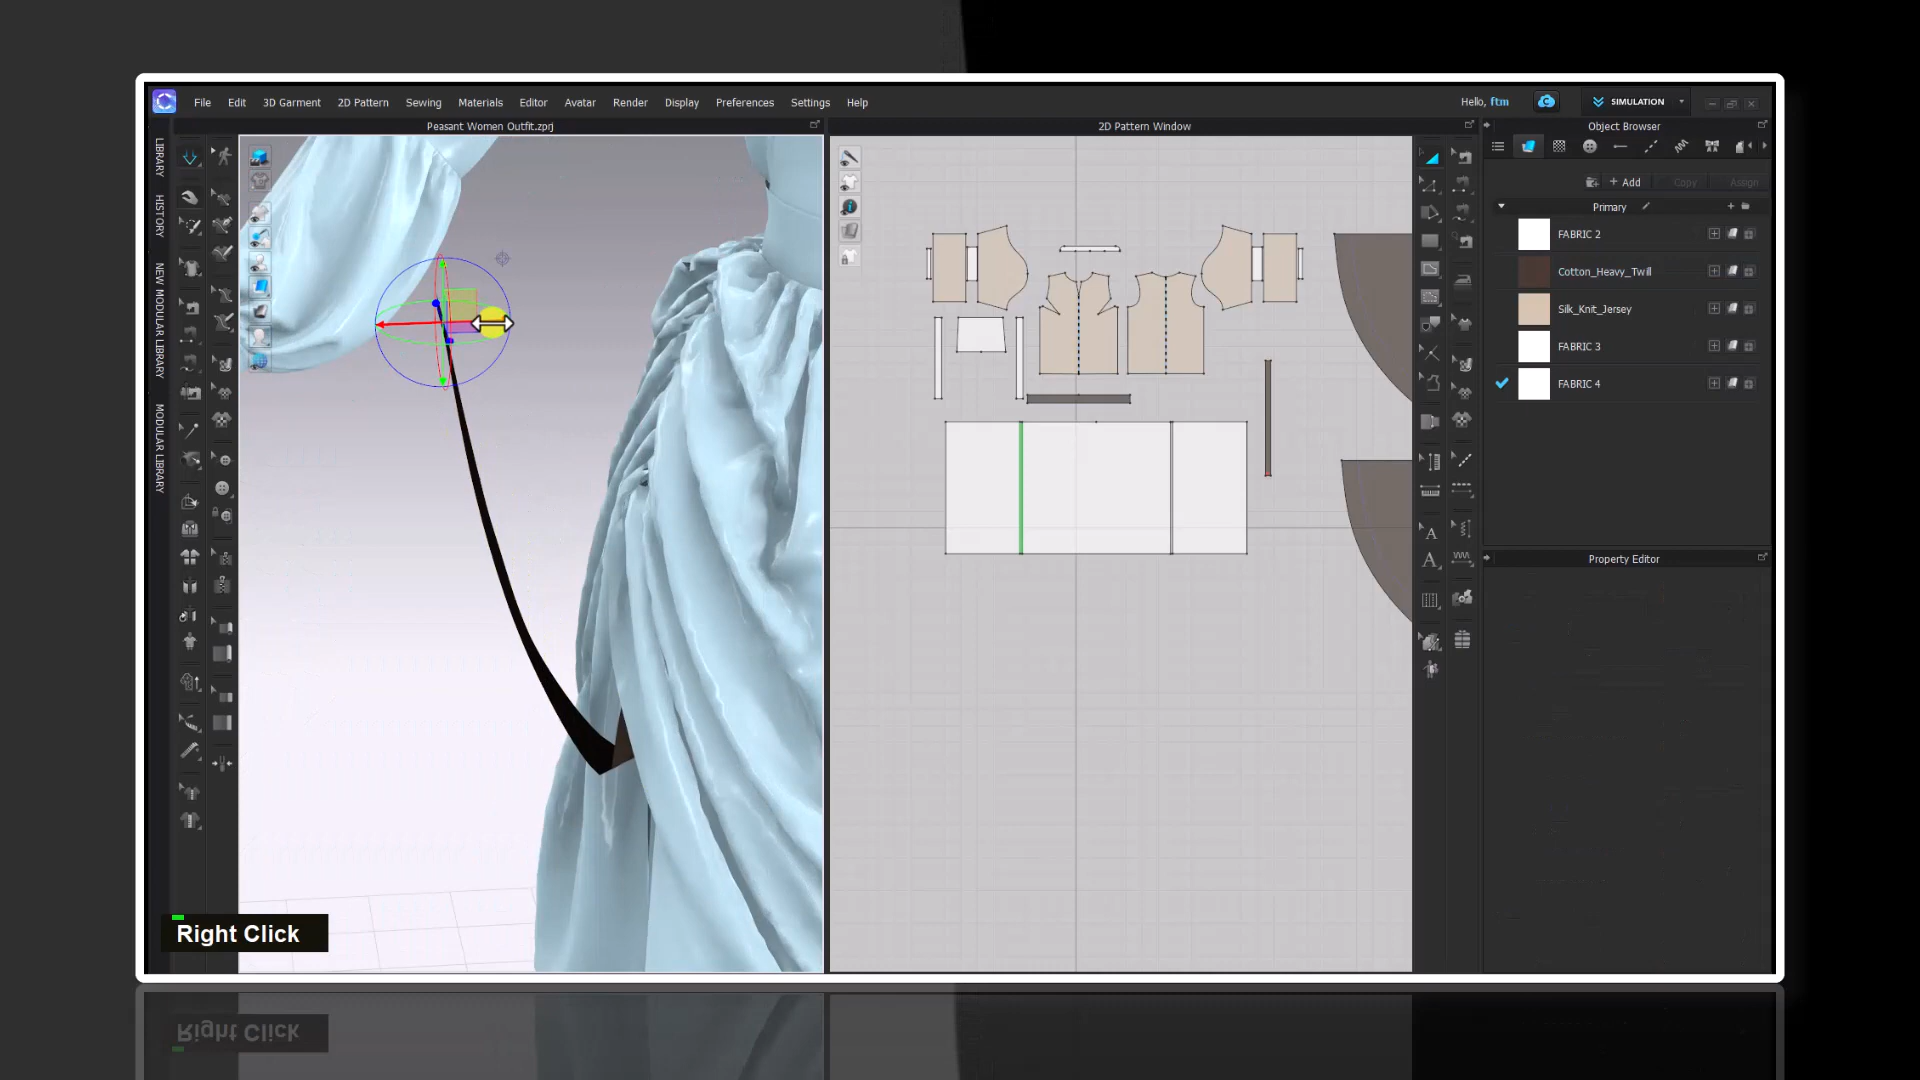 File Edit 3D Garment 2D Pattern Sewing Materials Editor Avatar Render Display Preferences Settings Help
Hello, ftm
SIMULATION
Peasant Women Outfit.zprj
2D Pattern Window
Object Browser
LIBRARY
HISTORY
NEW MODULAR LIBRARY
MODULAR LIBRARY
+ Add Copy Assign
Primary
FABRIC 2
Cotton_Heavy_Twill
Silk_Knit_Jersey
FABRIC 3
FABRIC 4
Property Editor
Right Click
Right Click